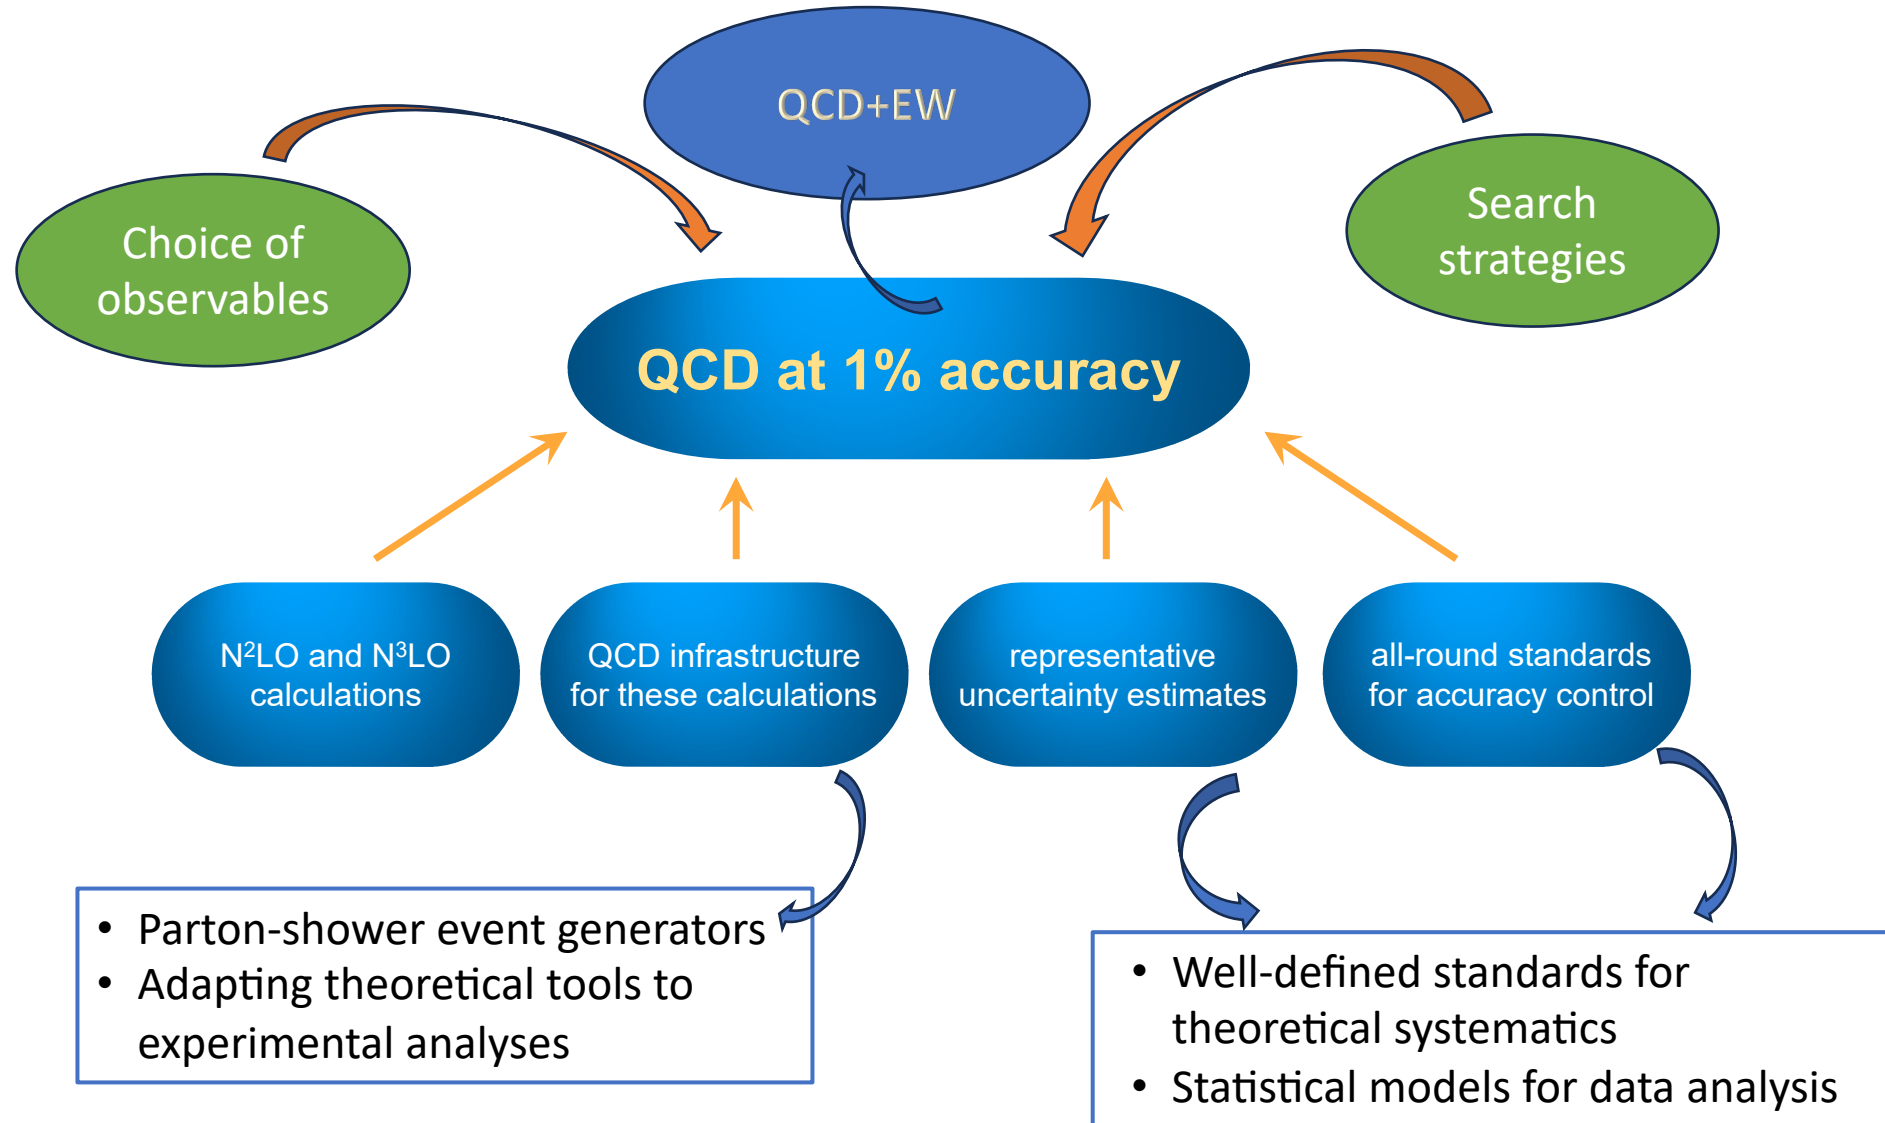 QCD+EW
Choice of
observables
Search
strategies
QCD at 1% accuracy
N²LO and N³LO
calculations
QCD infrastructure
for these calculations
representative
uncertainty estimates
all-round standards
for accuracy control
• Parton-shower event generators
• Adapting theoretical tools to
experimental analyses
• Well-defined standards for
theoretical systematics
• Statistical models for data analysis